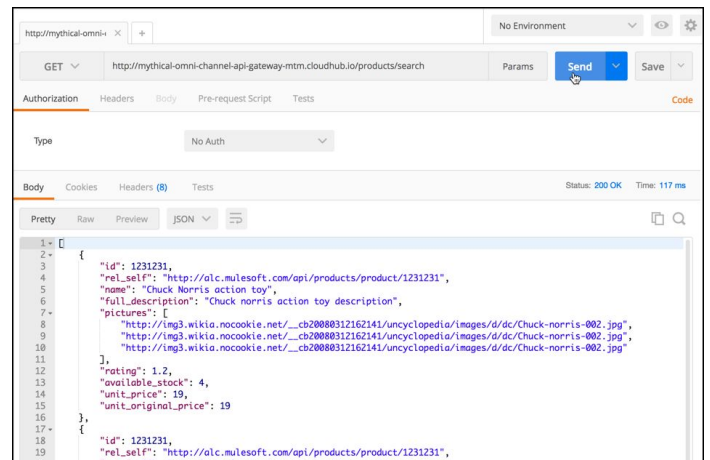 http://mythical-omni-
No Environment
GET http://mythical-omni-channel-api-gateway-mtm.cloudhub.io/products/search Params Send Save
Authorization Headers Body Pre-request Script Tests Code
Type No Auth
Body Cookies Headers (8) Tests Status: 200 OK Time: 117 ms
Pretty Raw Preview JSON
1 [
2 {
3 "id": 1231231,
4 "rel_self": "http://alc.mulesoft.com/api/products/product/1231231",
5 "name": "Chuck Norris action toy",
6 "full_description": "Chuck norris action toy description",
7 "pictures": [
8 "http://img3.wikia.nocookie.net/__cb20080312162141/uncyclopedia/images/d/dc/Chuck-norris-002.jpg",
9 "http://img3.wikia.nocookie.net/__cb20080312162141/uncyclopedia/images/d/dc/Chuck-norris-002.jpg",
10 "http://img3.wikia.nocookie.net/__cb20080312162141/uncyclopedia/images/d/dc/Chuck-norris-002.jpg"
11 ],
12 "rating": 1.2,
13 "available_stock": 4,
14 "unit_price": 19,
15 "unit_original_price": 19
16 },
17 {
18 "id": 1231231,
19 "rel_self": "http://alc.mulesoft.com/api/products/product/1231231",